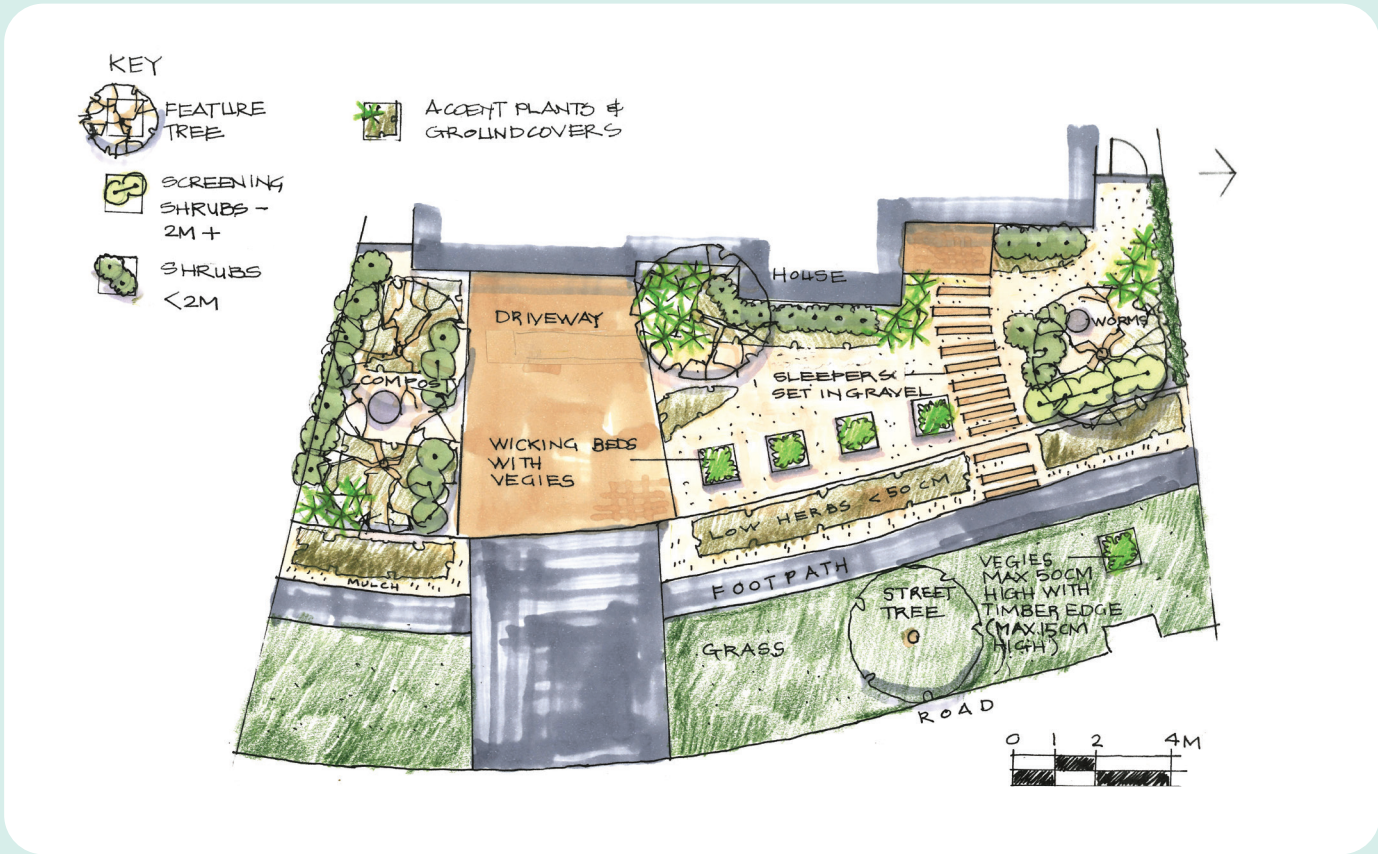 KEY
FEATURE
TREE
ACCENT PLANTS &
GROUNDCOVERS
SCREENING
SHRUBS -
2M +
SHRUBS
<2M
HOUSE
DRIVEWAY
WORMS
COMPOST
SLEEPERS
SET IN GRAVEL
WICKING BEDS
WITH
VEGIES
LOW HERBS <50 CM
MULCH
FOOTPATH
VEGIES
MAX 50CM
HIGH WITH
TIMBER EDGE
(MAX.15CM
HIGH)
STREET
TREE
GRASS
ROAD
0 1 2 4M